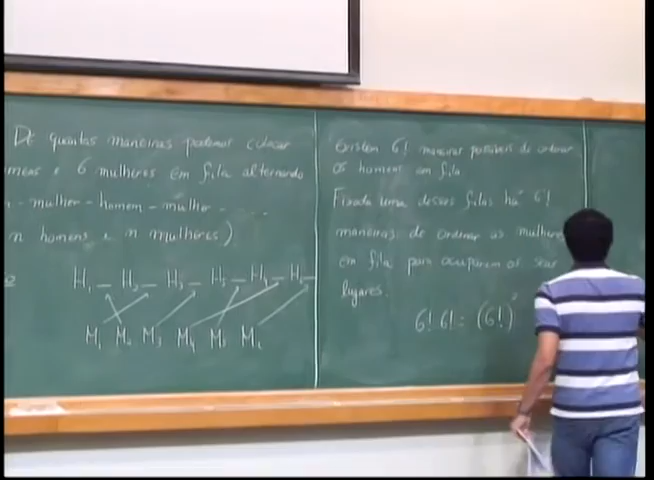 De quantas maneiras podemos colocar
6 mulheres em fila alternando
mulher - homem - mulher - ...
n homens e n mulheres)
H₁ _ H₂ _ H₃ _ H₅ _ H₄ _ H₆ _
M₁ M₂ M₃ M₄ M₅ M₆
Existem 6! maneiras possíveis de ordenar
os homens em fila
Fixada uma dessas filas há 6!
maneiras de ordenar as mulheres
em fila para ocuparem os seus
lugares.
6! 6! = (6!)²